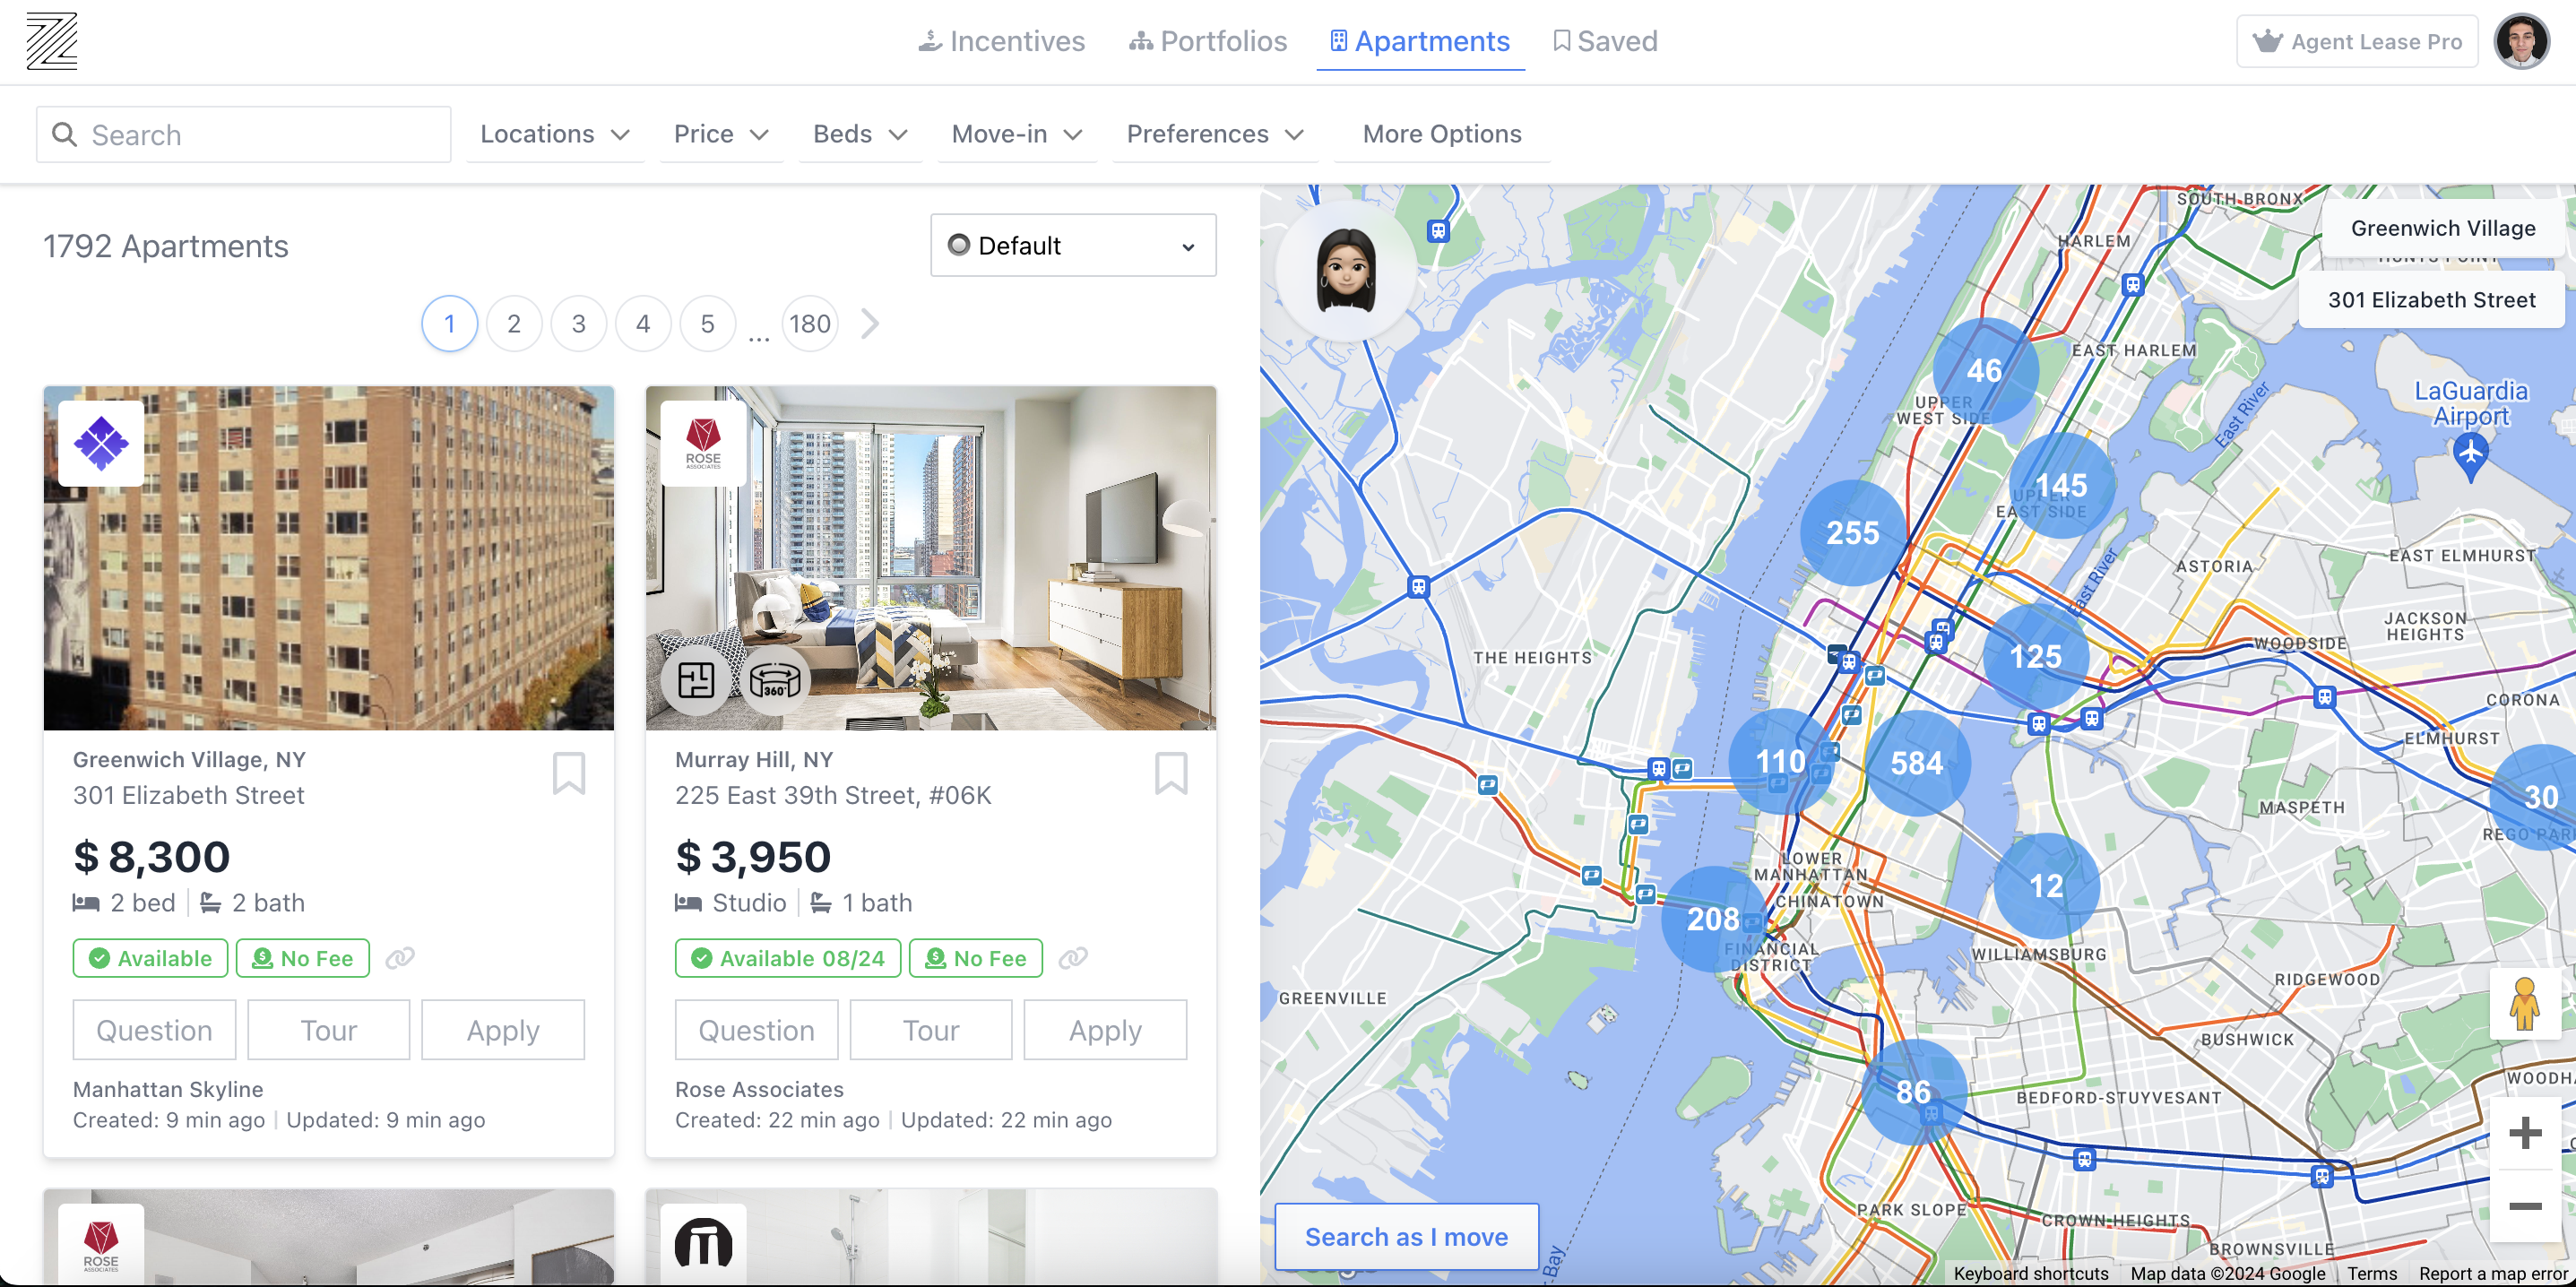 Incentives
Portfolios
Apartments
Saved
Agent Lease Pro
Search
Locations
Price
Beds
Move-in
Preferences
More Options
1792 Apartments
Default
1
2
3
4
5
...
180
ROSE
ASSOCIATES
360°
Greenwich Village, NY
301 Elizabeth Street
$ 8,300
2 bed
2 bath
Available
No Fee
Question
Tour
Apply
Manhattan Skyline
Created: 9 min ago | Updated: 9 min ago
Murray Hill, NY
225 East 39th Street, #06K
$ 3,950
Studio
1 bath
Available 08/24
No Fee
Question
Tour
Apply
Rose Associates
Created: 22 min ago | Updated: 22 min ago
ROSE
ASSOCIATES
SOUTH BRONX
Greenwich Village
HARLEM
HUNTS POINT
301 Elizabeth Street
EAST HARLEM
46
UPPER
WEST SIDE
East River
LaGuardia
Airport
145
UPPER
EAST SIDE
255
EAST ELMHURST
ASTORIA
East River
JACKSON
HEIGHTS
WOODSIDE
125
THE HEIGHTS
CORONA
ELMHURST
110
584
30
MASPETH
REGO PARK
LOWER
MANHATTAN
CHINATOWN
12
208
FINANCIAL
DISTRICT
WILLIAMSBURG
RIDGEWOOD
GREENVILLE
BUSHWICK
WOODH
86
BEDFORD-STUYVESANT
PARK SLOPE
CROWN HEIGHTS
BROWNSVILLE
Search as I move
Bay
Keyboard shortcuts
Map data ©2024 Google
Terms
Report a map error